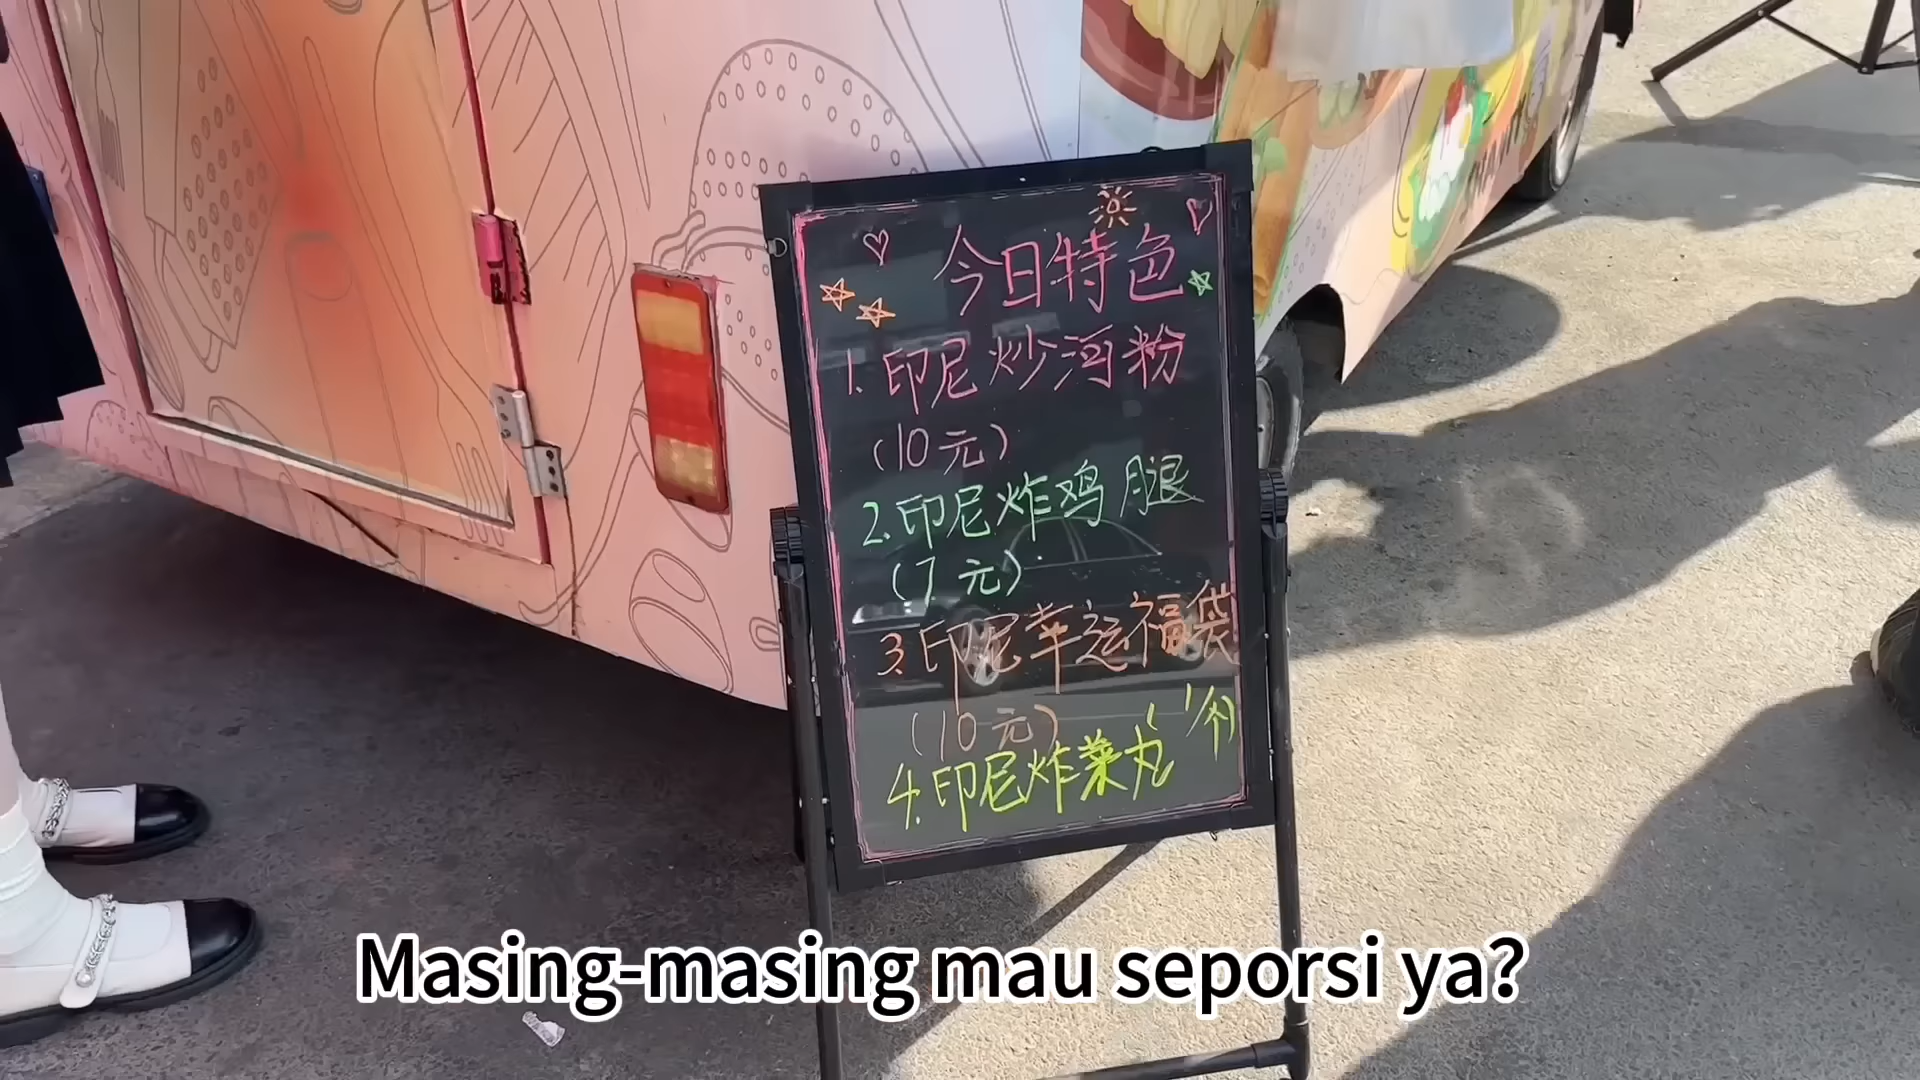 今日特色
1.印尼炒河粉
(10元)
2.印尼炸鸡腿
(7元)
3.印尼幸运福袋
(10元)
(1/个)
4.印尼炸菜丸
Masing-masing mau seporsi ya?